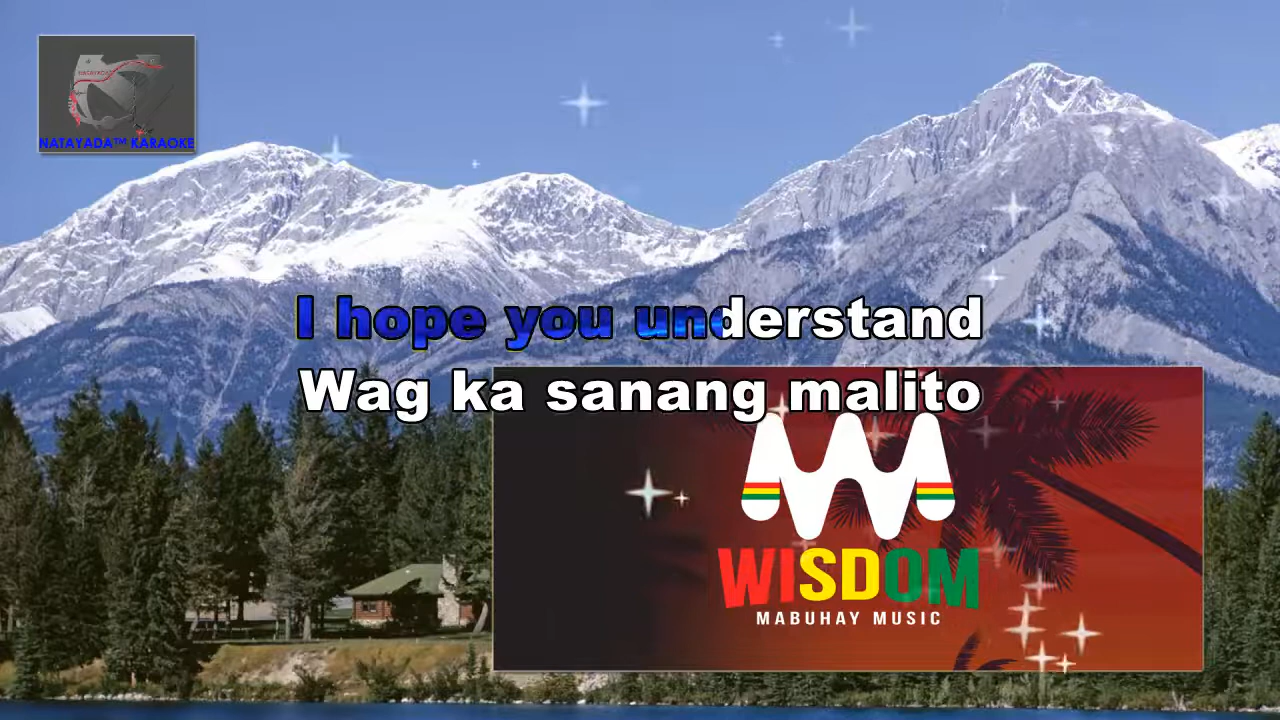 NATAYADA™ KARAOKE
I hope you understand
Wag ka sanang malito
WISDOM
MABUHAY MUSIC